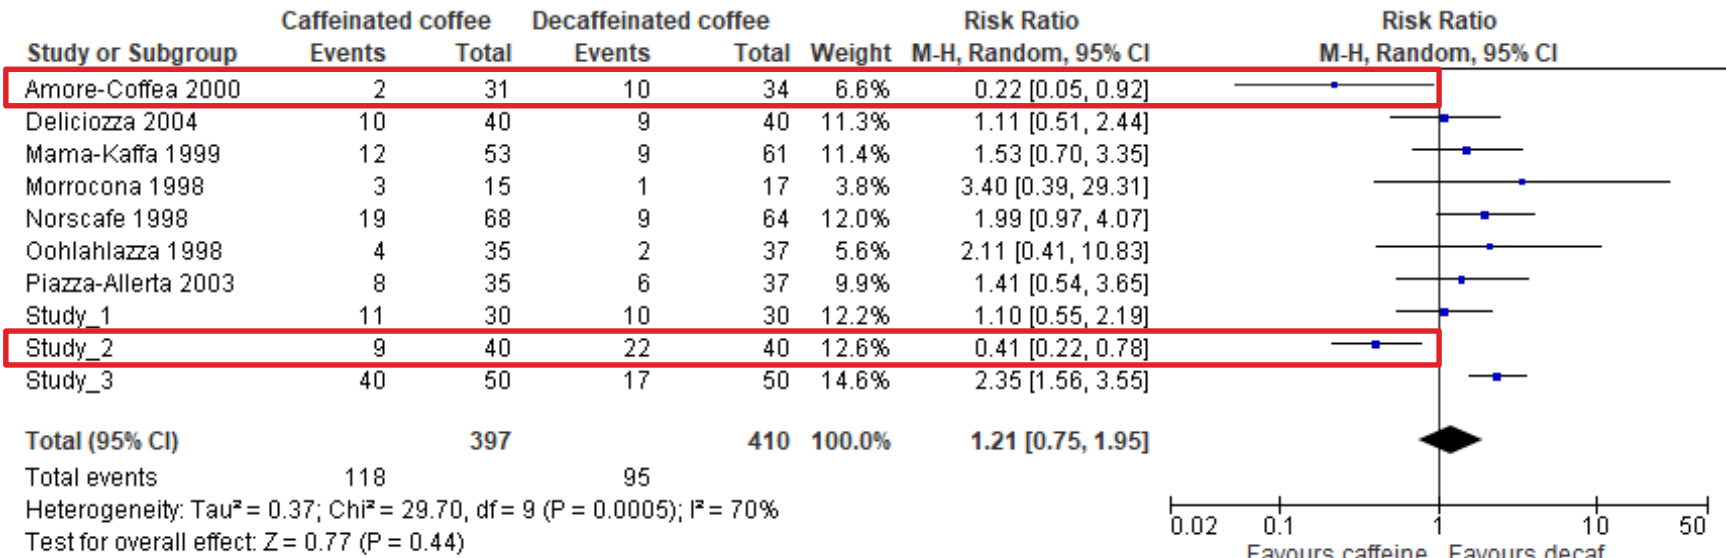 Caffeinated coffee Decaffeinated coffee Risk Ratio Risk Ratio
Study or Subgroup Events Total Events Total Weight M-H, Random, 95% CI M-H, Random, 95% CI
Amore-Coffea 2000 2 31 10 34 6.6% 0.22 [0.05, 0.92]
Deliciozza 2004 10 40 9 40 11.3% 1.11 [0.51, 2.44]
Mama-Kaffa 1999 12 53 9 61 11.4% 1.53 [0.70, 3.35]
Morrocona 1998 3 15 1 17 3.8% 3.40 [0.39, 29.31]
Norscafe 1998 19 68 9 64 12.0% 1.99 [0.97, 4.07]
Oohlahlazza 1998 4 35 2 37 5.6% 2.11 [0.41, 10.83]
Piazza-Allerta 2003 8 35 6 37 9.9% 1.41 [0.54, 3.65]
Study_1 11 30 10 30 12.2% 1.10 [0.55, 2.19]
Study_2 9 40 22 40 12.6% 0.41 [0.22, 0.78]
Study_3 40 50 17 50 14.6% 2.35 [1.56, 3.55]
Total (95% CI) 397 410 100.0% 1.21 [0.75, 1.95]
Total events 118 95
Heterogeneity: Tau² = 0.37; Chi² = 29.70, df = 9 (P = 0.0005); I² = 70%
Test for overall effect: Z = 0.77 (P = 0.44)
0.02 0.1 1 10 50
Favours caffeine Favours decaf